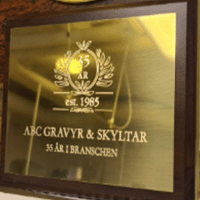 35
ÅR
est. 1985
ABC GRAVYR & SKYLTAR
35 ÅR I BRANSCHEN